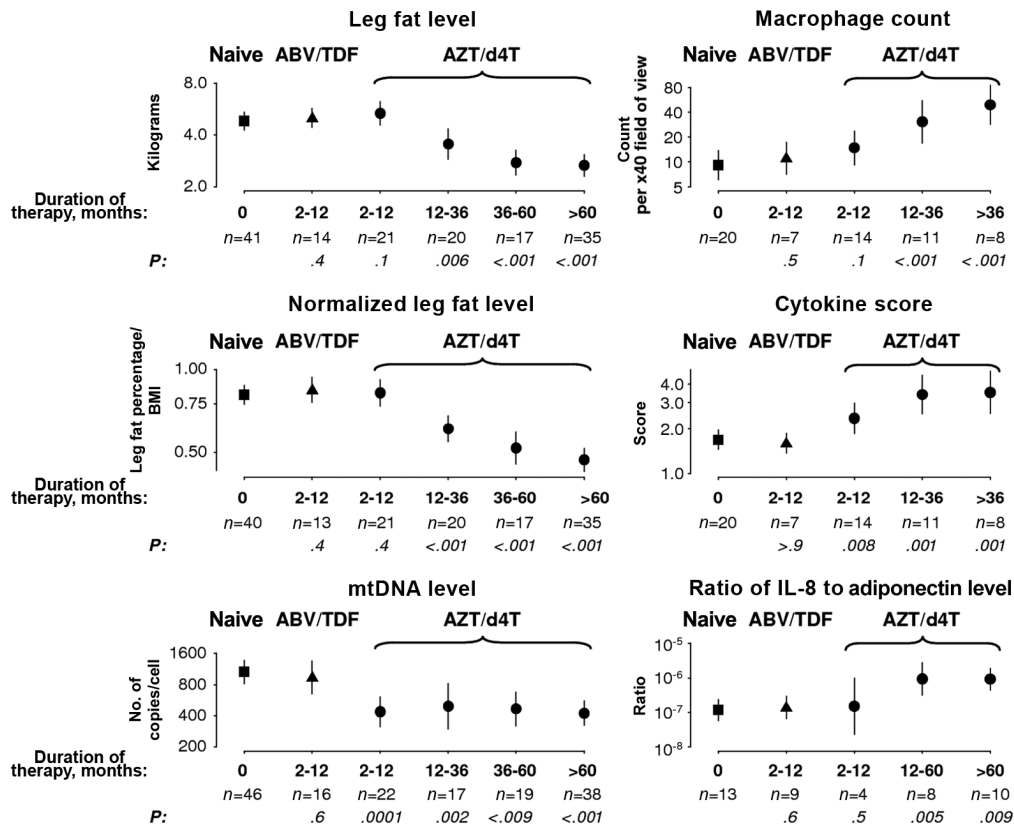 Leg fat level
Naive ABV/TDF AZT/d4T
Kilograms
8.0
4.0
2.0
Duration of
therapy, months:
0 2-12 2-12 12-36 36-60 >60
n=41 n=14 n=21 n=20 n=17 n=35
P: .4 .1 .006 <.001 <.001
Macrophage count
Naive ABV/TDF AZT/d4T
Count
per x40 field of view
80
40
20
10
5
0 2-12 2-12 12-36 >36
n=20 n=7 n=14 n=11 n=8
.5 .1 <.001 <.001
Normalized leg fat level
Naive ABV/TDF AZT/d4T
Leg fat percentage/
BMI
1.00
0.75
0.50
Duration of
therapy, months:
0 2-12 2-12 12-36 36-60 >60
n=40 n=13 n=21 n=20 n=17 n=35
P: .4 .4 <.001 <.001 <.001
Cytokine score
Naive ABV/TDF AZT/d4T
Score
4.0
3.0
2.0
1.0
0 2-12 2-12 12-36 >36
n=20 n=7 n=14 n=11 n=8
>.9 .008 .001 .001
mtDNA level
Naive ABV/TDF AZT/d4T
No. of
copies/cell
1600
800
400
200
Duration of
therapy, months:
0 2-12 2-12 12-36 36-60 >60
n=46 n=16 n=22 n=17 n=19 n=38
P: .6 .0001 .002 <.009 <.001
Ratio of IL-8 to adiponectin level
Naive ABV/TDF AZT/d4T
Ratio
10⁻⁵
10⁻⁶
10⁻⁷
10⁻⁸
0 2-12 2-12 12-60 >60
n=13 n=9 n=4 n=8 n=10
.6 .5 .005 .009